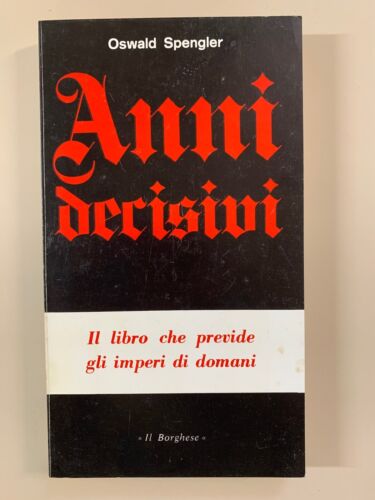 Oswald Spengler
Anni
decisivi
Il libro che previde
gli imperi di domani
« Il Borghese «